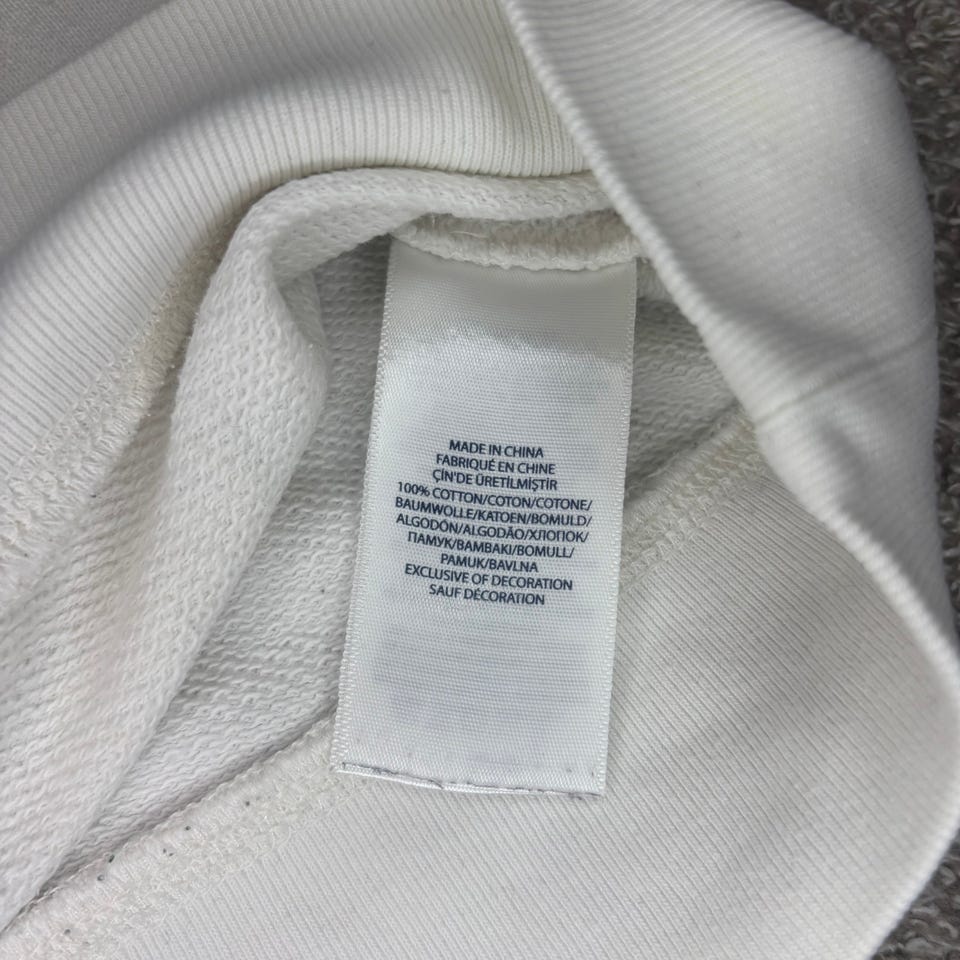 MADE IN CHINA
FABRIQUÉ EN CHINE
ÇİN'DE ÜRETİLMİŞTİR
100% COTTON/COTON/COTONE/
BAUMWOLLE/KATOEN/BOMULD/
ALGODÓN/ALGODÃO/ХЛОПОК/
ПАМУК/BAMBAKI/BOMULL/
PAMUK/BAVLNA
EXCLUSIVE OF DECORATION
SAUF DÉCORATION